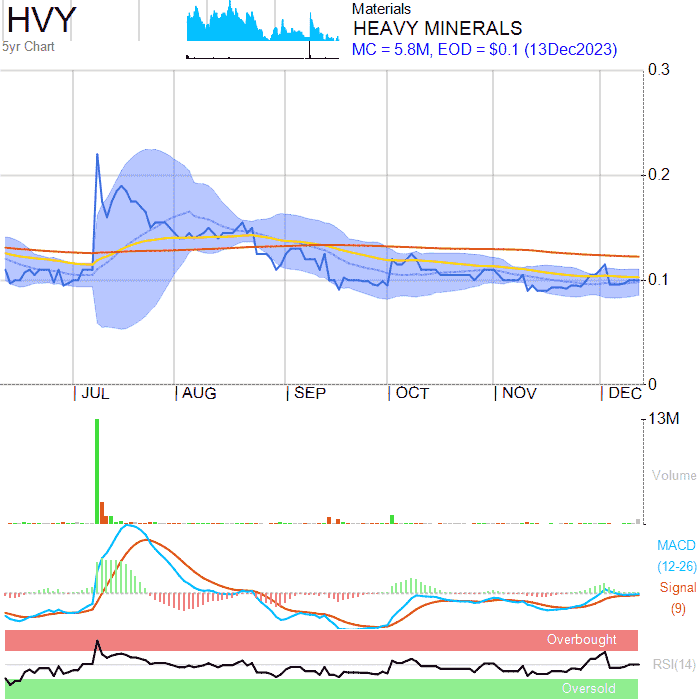 HVY
5yr Chart
Materials
HEAVY MINERALS
MC = 5.8M, EOD = $0.1 (13Dec2023)
0.3
0.2
0.1
0
JUL AUG SEP OCT NOV DEC
13M
Volume
MACD
(12-26)
Signal
(9)
Overbought
RSI(14)
Oversold